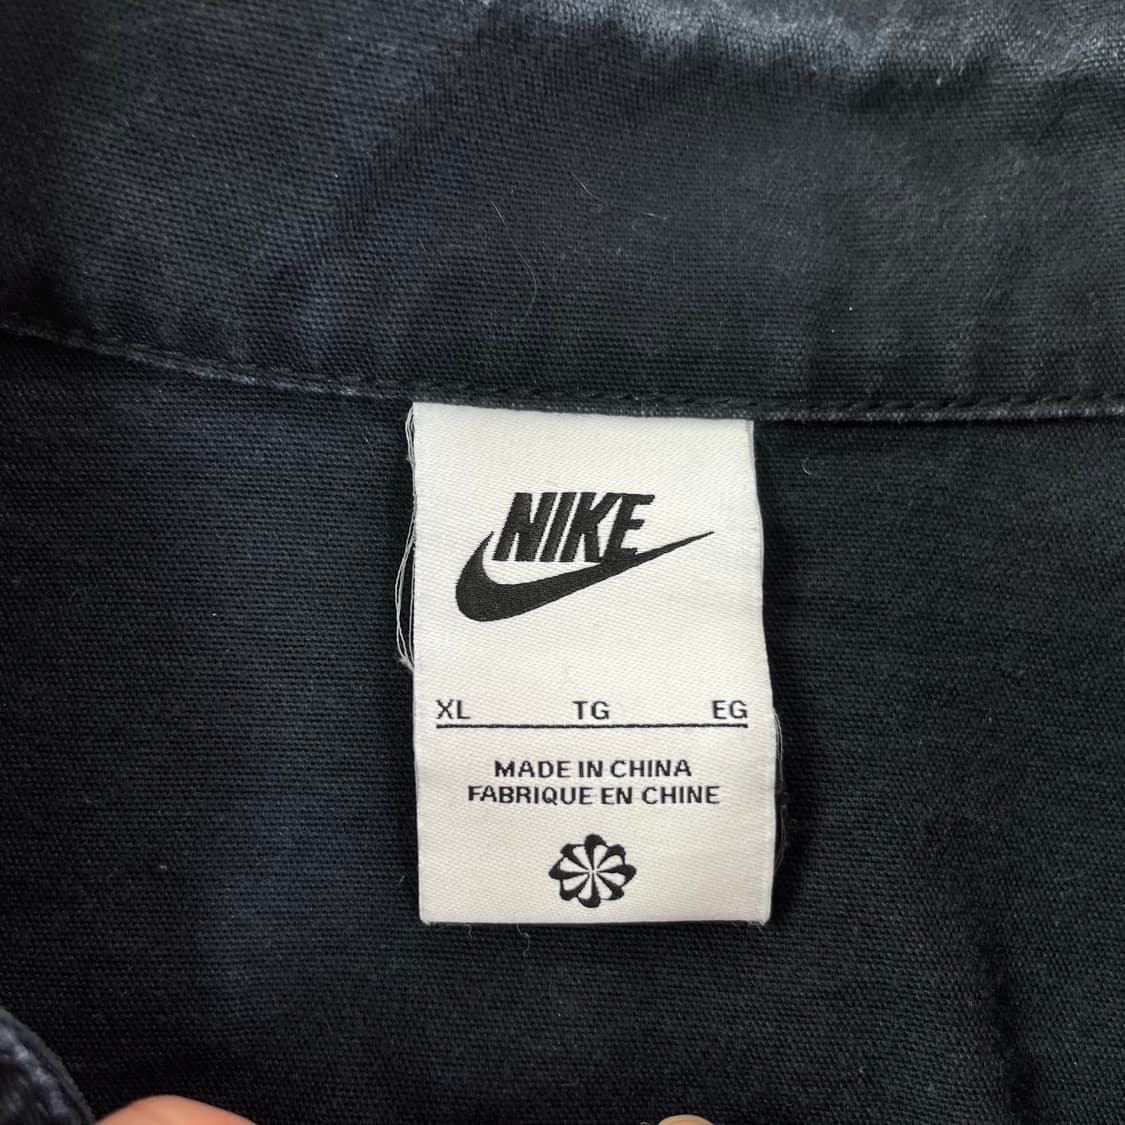 NIKE
XL TG EG
MADE IN CHINA
FABRIQUE EN CHINE